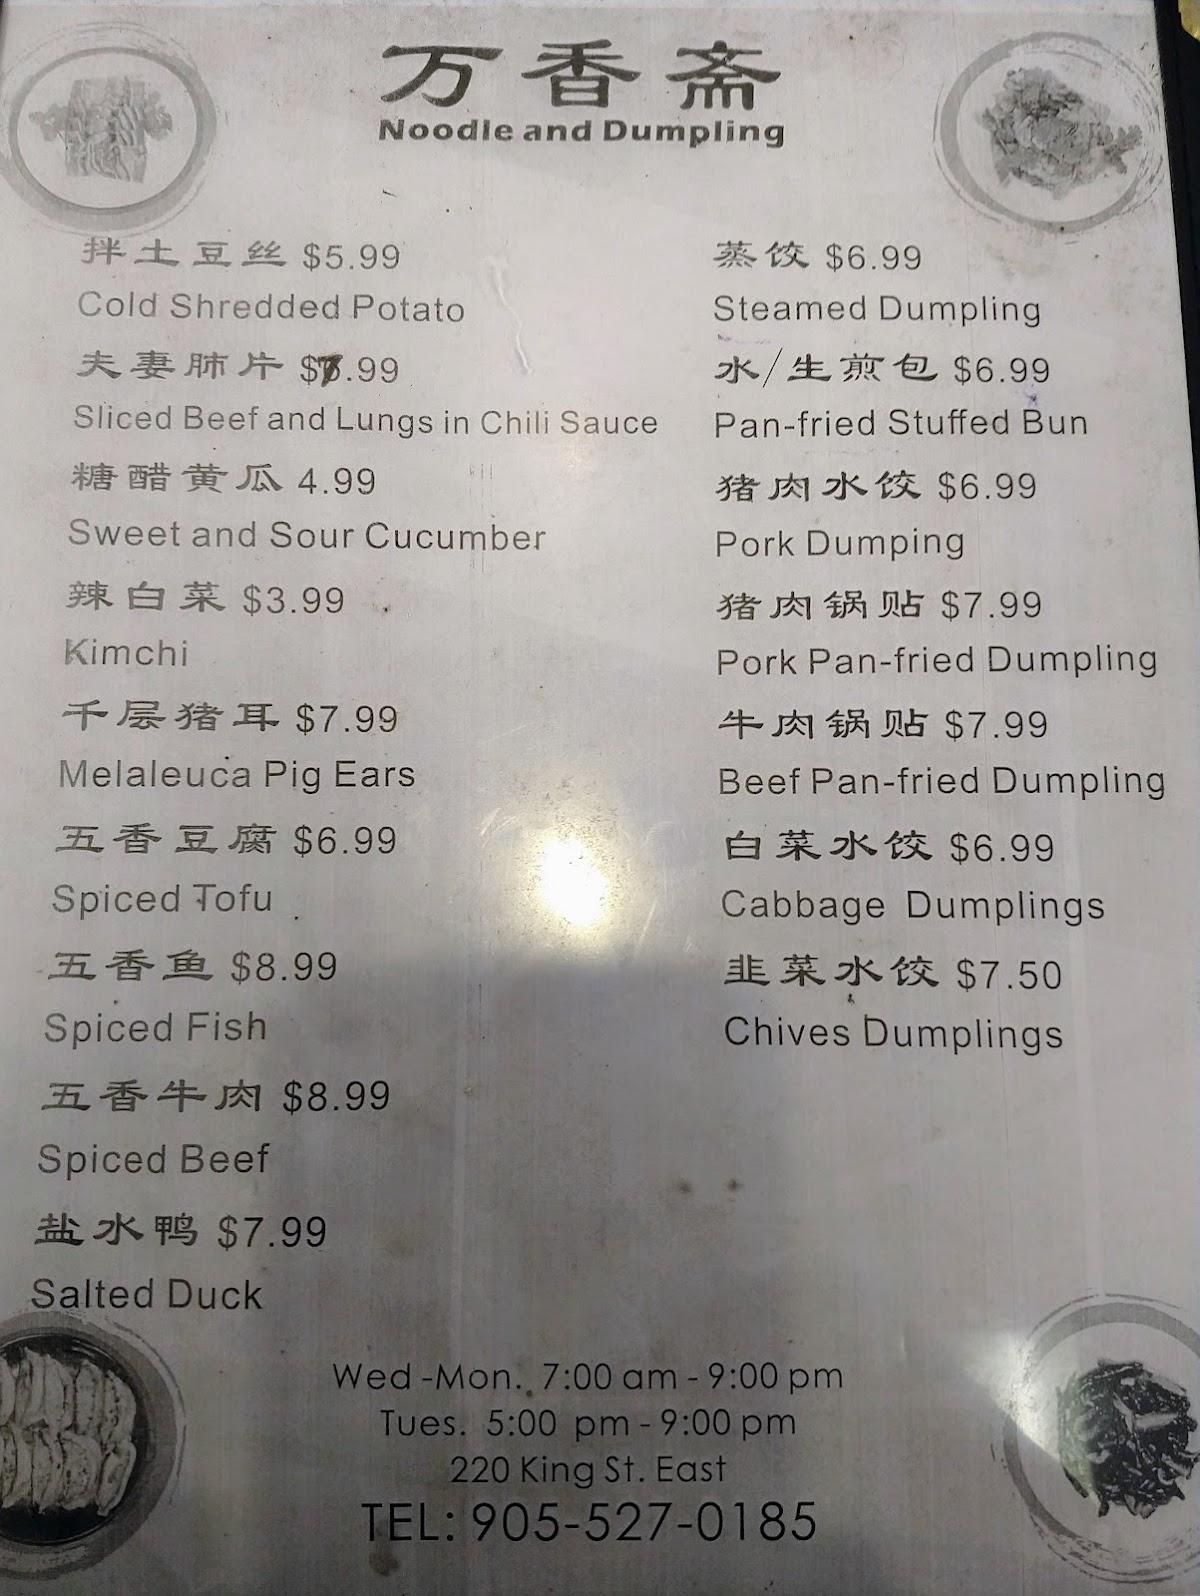 万香斋
Noodle and Dumpling
拌土豆丝 $5.99
Cold Shredded Potato
夫妻肺片 $7.99
Sliced Beef and Lungs in Chili Sauce
糖醋黄瓜 4.99
Sweet and Sour Cucumber
辣白菜 $3.99
Kimchi
千层猪耳 $7.99
Melaleuca Pig Ears
五香豆腐 $6.99
Spiced Tofu
五香鱼 $8.99
Spiced Fish
五香牛肉 $8.99
Spiced Beef
盐水鸭 $7.99
Salted Duck
蒸饺 $6.99
Steamed Dumpling
水/生煎包 $6.99
Pan-fried Stuffed Bun
猪肉水饺 $6.99
Pork Dumping
猪肉锅贴 $7.99
Pork Pan-fried Dumpling
牛肉锅贴 $7.99
Beef Pan-fried Dumpling
白菜水饺 $6.99
Cabbage Dumplings
韭菜水饺 $7.50
Chives Dumplings
Wed -Mon. 7:00 am - 9:00 pm
Tues. 5:00 pm - 9:00 pm
220 King St. East
TEL: 905-527-0185